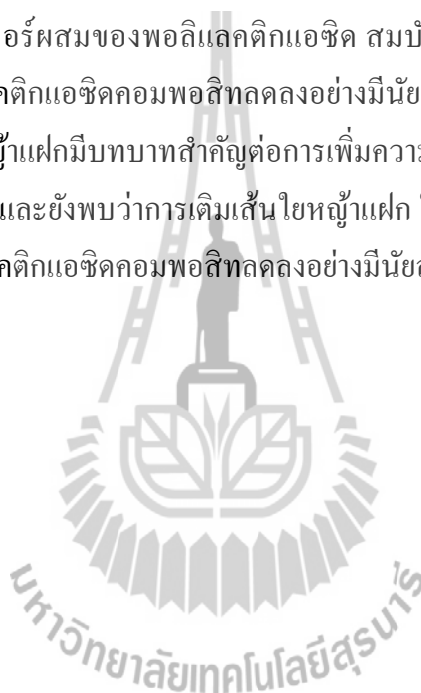 อร์ผสมของพอลิแลคติกแอซิด สมบั
คติกแอซิดคอมพอสิทลดลงอย่างมีนัย
ญ้าแฝกมีบทบาทสำคัญต่อการเพิ่มควา
และยังพบว่าการเติมเส้นใยหญ้าแฝก
คติกแอซิดคอมพอสิทลดลงอย่างมีนัย
มหาวิทยาลัยเทคโนโลยีสุรนารี